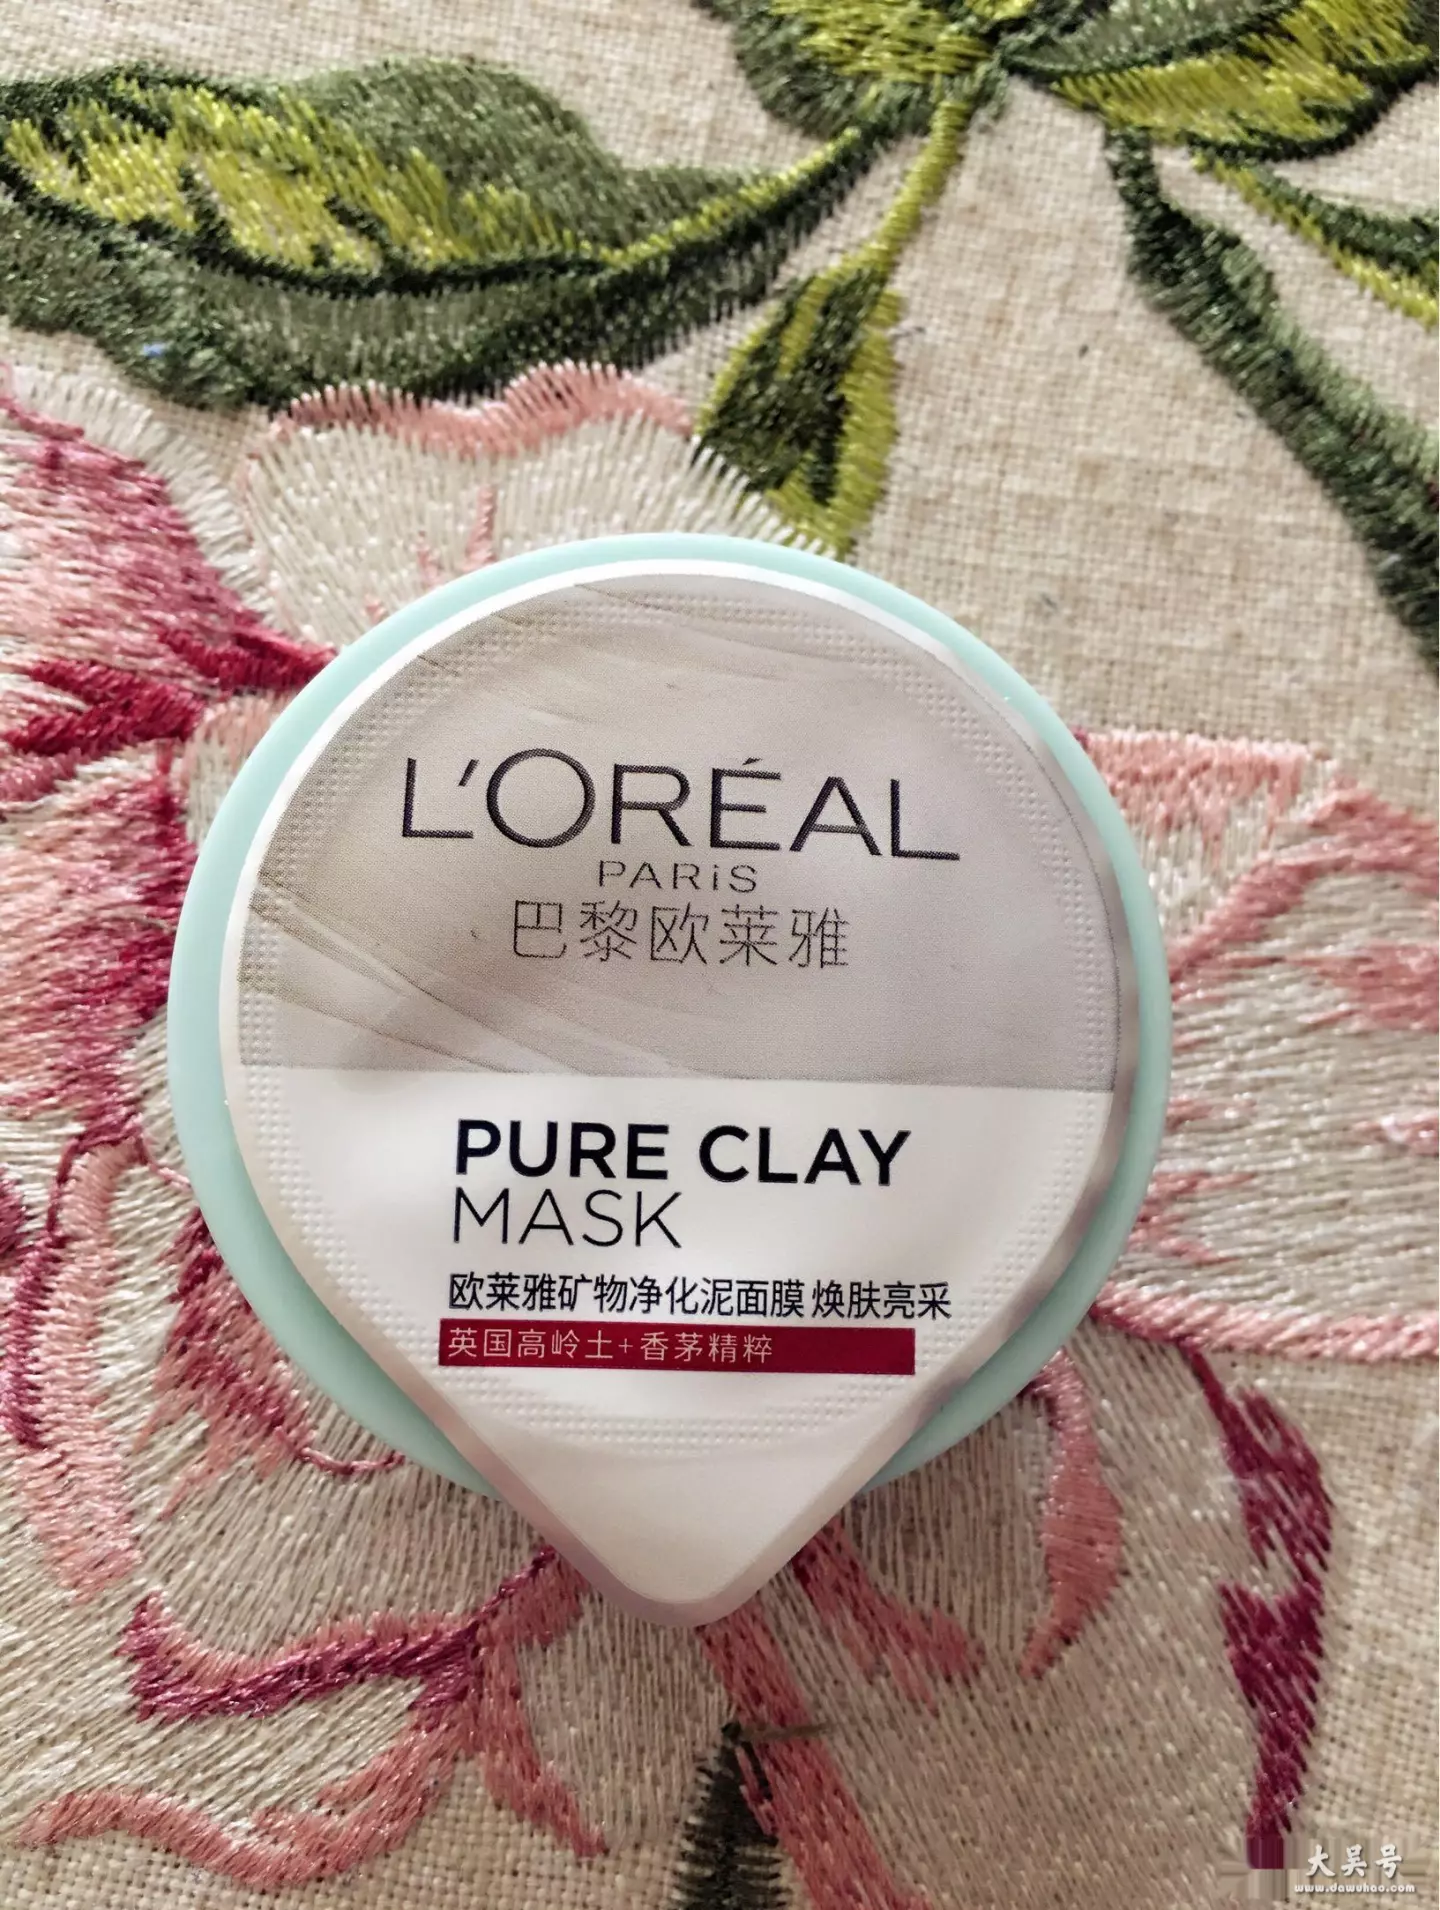 L'ORÉAL
PARiS
巴黎欧莱雅
PURE CLAY
MASK
欧莱雅矿物净化泥面膜 焕肤亮采
英国高岭土+香茅精粹
大吴号
www.dawuhao.com